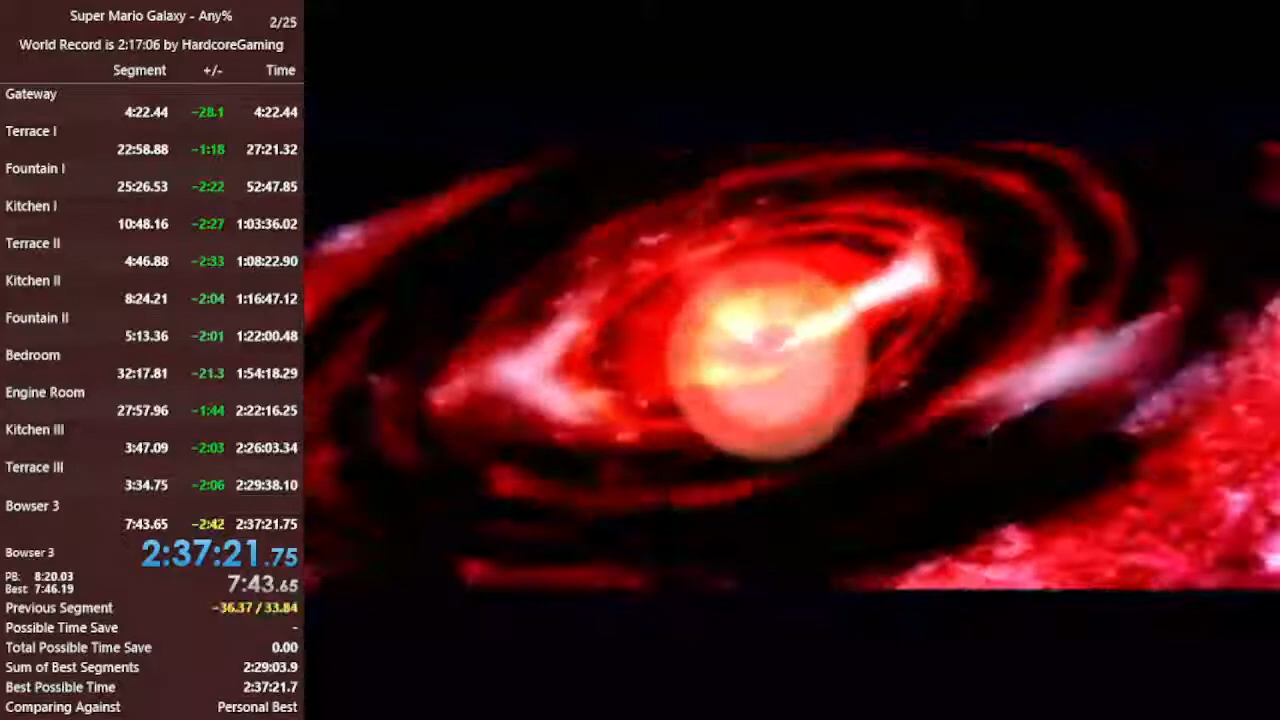 Super Mario Galaxy - Any%
2/25
World Record is 2:17:06 by HardcoreGaming
Segment +/- Time
Gateway
4:22.44 -28.1 4:22.44
Terrace I
22:58.88 -1:18 27:21.32
Fountain I
25:26.53 -2:22 52:47.85
Kitchen I
10:48.16 -2:27 1:03:36.02
Terrace II
4:46.88 -2:33 1:08:22.90
Kitchen II
8:24.21 -2:04 1:16:47.12
Fountain II
5:13.36 -2:01 1:22:00.48
Bedroom
32:17.81 -21.3 1:54:18.29
Engine Room
27:57.96 -1:44 2:22:16.25
Kitchen III
3:47.09 -2:03 2:26:03.34
Terrace III
3:34.75 -2:06 2:29:38.10
Bowser 3
7:43.65 -2:42 2:37:21.75
Bowser 3 2:37:21.75
PB: 8:20.03
Best: 7:46.19
7:43.65
Previous Segment -36.37 / 33.84
Possible Time Save -
Total Possible Time Save 0.00
Sum of Best Segments 2:29:03.9
Best Possible Time 2:37:21.7
Comparing Against Personal Best